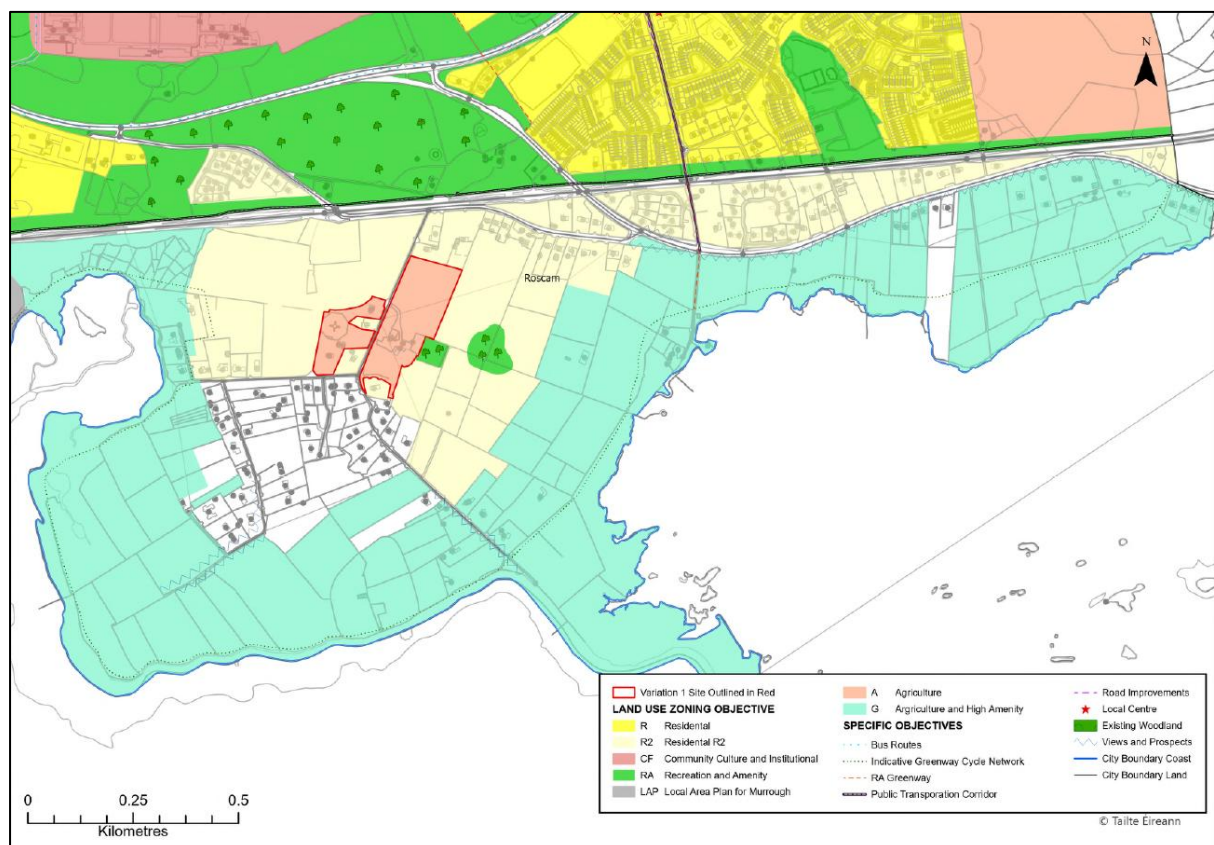 N
Roscam
Variation 1 Site Outlined in Red
LAND USE ZONING OBJECTIVE
R Residential
R2 Residential R2
CF Community Culture and Institutional
RA Recreation and Amenity
LAP Local Area Plan for Murrough
A Agriculture
G Argriculture and High Amenity
SPECIFIC OBJECTIVES
Bus Routes
Indicative Greenway Cycle Network
RA Greenway
Public Transporation Corridor
Road Improvements
Local Centre
Existing Woodland
Views and Prospects
City Boundary Coast
City Boundary Land
0 0.25 0.5
Kilometres
© Tailte Éireann